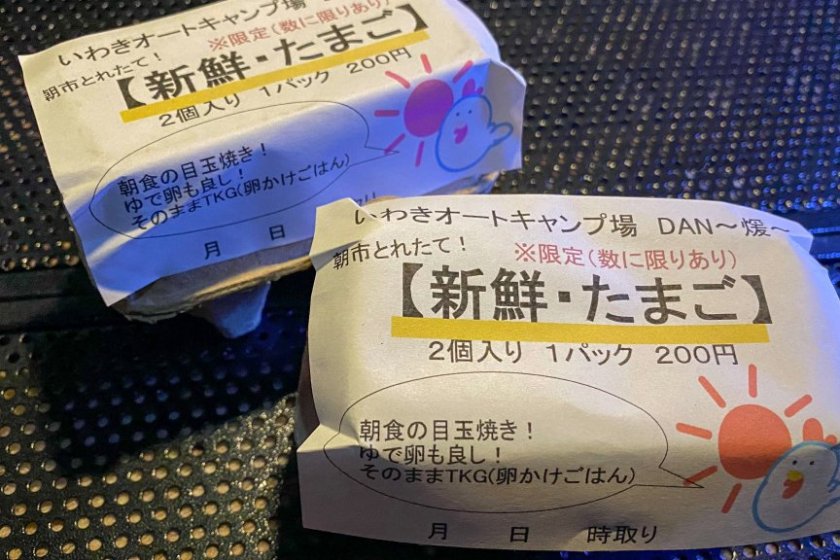 いわきオートキャンプ場
朝市とれたて！ ※限定（数に限りあり）
【新鮮・たまご】
2個入り 1パック 200円
朝食の目玉焼き！
ゆで卵も良し！
そのままTKG(卵かけごはん)
月 日
いわきオートキャンプ場 DAN～煖～
朝市とれたて！ ※限定（数に限りあり）
【新鮮・たまご】
2個入り 1パック 200円
朝食の目玉焼き！
ゆで卵も良し！
そのままTKG(卵かけごはん)
月 日 時取り